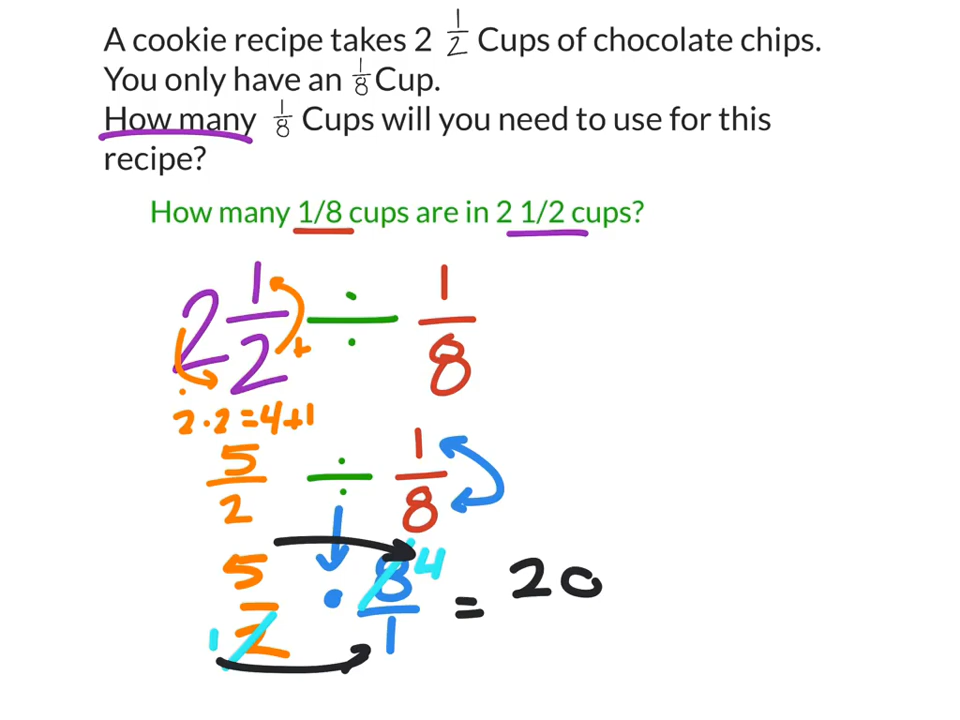 A cookie recipe takes 2 1/2 Cups of chocolate chips.
You only have an 1/8 Cup.
How many 1/8 Cups will you need to use for this
recipe?
How many 1/8 cups are in 2 1/2 cups?
2 1/2 ÷ 1/8
+
2 · 2 = 4 + 1
5/2 ÷ 1/8
5/2 · 8/1 = 20
1 4